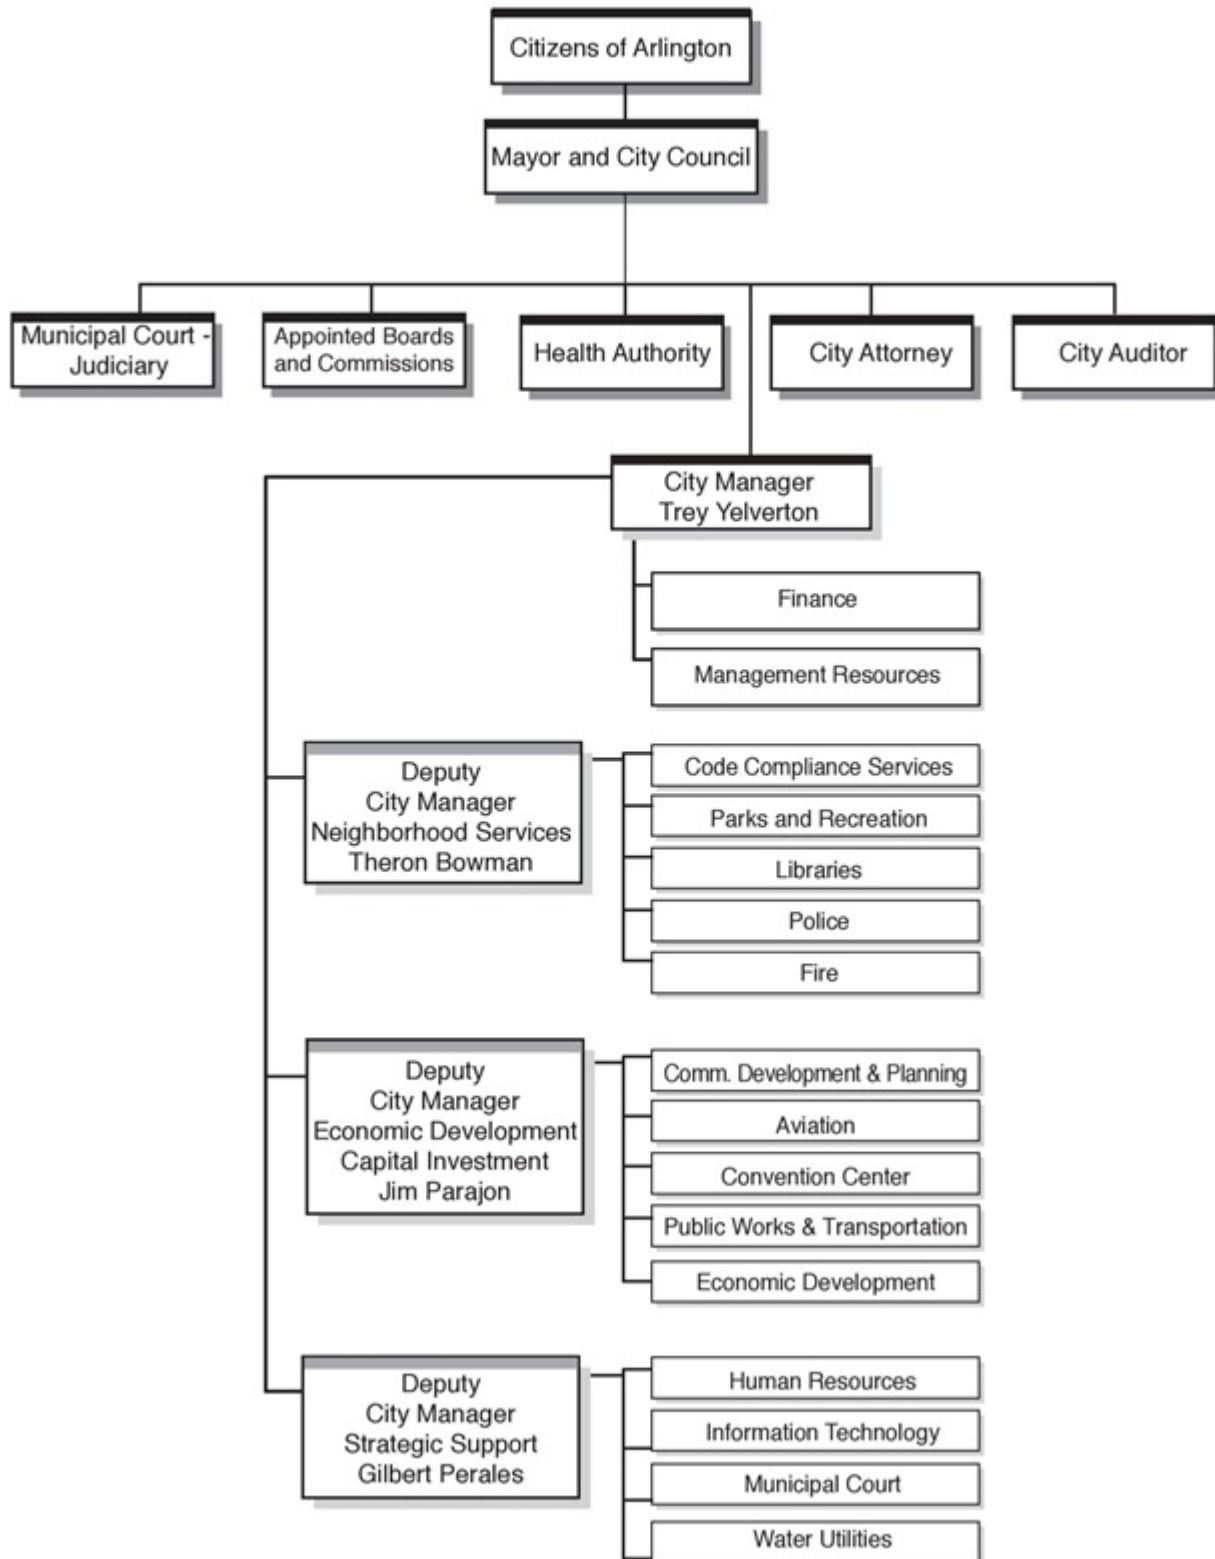 Citizens of Arlington
Mayor and City Council
Municipal Court -
Judiciary
Appointed Boards
and Commissions
Health Authority
City Attorney
City Auditor
City Manager
Trey Yelverton
Finance
Management Resources
Deputy
City Manager
Neighborhood Services
Theron Bowman
Code Compliance Services
Parks and Recreation
Libraries
Police
Fire
Deputy
City Manager
Economic Development
Capital Investment
Jim Parajon
Comm. Development & Planning
Aviation
Convention Center
Public Works & Transportation
Economic Development
Deputy
City Manager
Strategic Support
Gilbert Perales
Human Resources
Information Technology
Municipal Court
Water Utilities